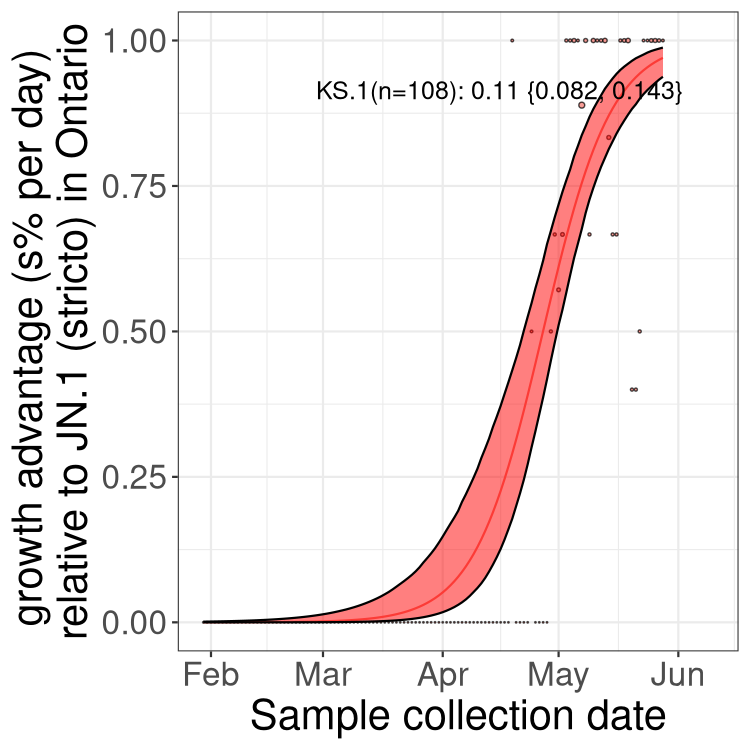 growth advantage (s% per day)
relative to JN.1 (stricto) in Ontario
1.00
0.75
0.50
0.25
0.00
KS.1(n=108): 0.11 {0.082, 0.143}
Feb Mar Apr May Jun
Sample collection date